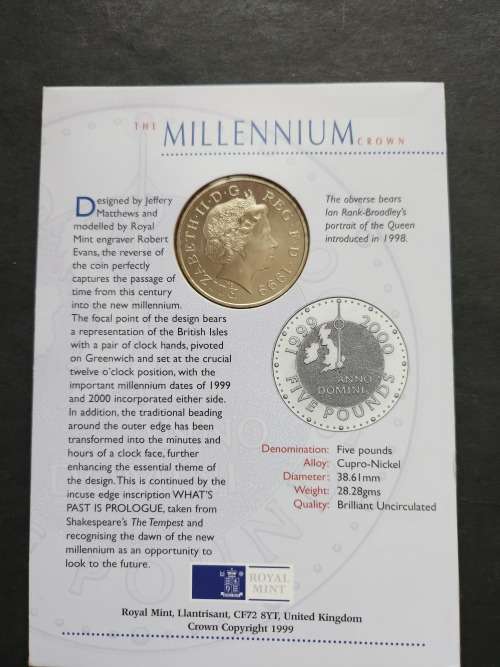 THE MILLENNIUM CROWN
Designed by Jeffery
Matthews and
modelled by Royal
Mint engraver Robert
Evans, the reverse of
the coin perfectly
captures the passage of
time from this century
into the new millennium.
The focal point of the design bears
a representation of the British Isles
with a pair of clock hands, pivoted
on Greenwich and set at the crucial
twelve o'clock position, with the
important millennium dates of 1999
and 2000 incorporated either side.
In addition, the traditional beading
around the outer edge has been
transformed into the minutes and
hours of a clock face, further
enhancing the essential theme of
the design. This is continued by the
incuse edge inscription WHAT'S
PAST IS PROLOGUE, taken from
Shakespeare's The Tempest and
recognising the dawn of the new
millennium as an opportunity to
look to the future.
ELIZABETH·II·D·G REG·F·D·1999
The obverse bears
Ian Rank-Broadley's
portrait of the Queen
introduced in 1998.
1999 2000
ANNO
DOMINI
FIVE POUNDS
Denomination: Five pounds
Alloy: Cupro-Nickel
Diameter: 38.61mm
Weight: 28.28gms
Quality: Brilliant Uncirculated
ROYAL
MINT
Royal Mint, Llantrisant, CF72 8YT, United Kingdom
Crown Copyright 1999